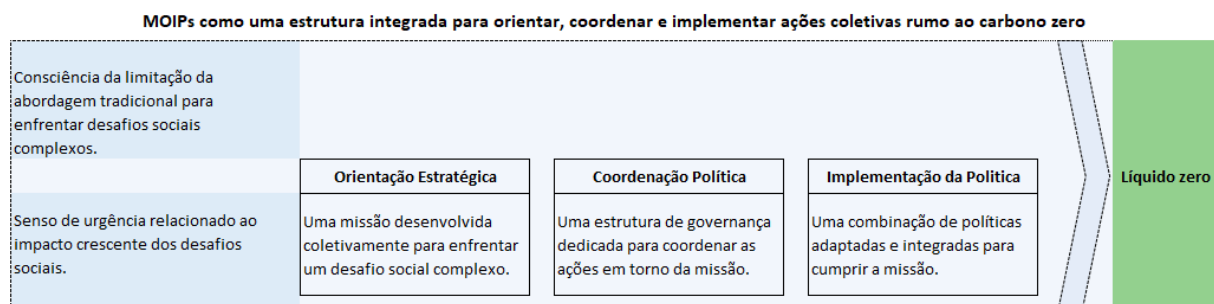 MOIPs como uma estrutura integrada para orientar, coordenar e implementar ações coletivas rumo ao carbono zero
Consciência da limitação da
abordagem tradicional para
enfrentar desafios sociais
complexos.
Senso de urgência relacionado ao
impacto crescente dos desafios
sociais.
Orientação Estratégica
Uma missão desenvolvida
coletivamente para enfrentar
um desafio social complexo.
Coordenação Política
Uma estrutura de governança
dedicada para coordenar as
ações em torno da missão.
Implementação da Politica
Uma combinação de políticas
adaptadas e integradas para
cumprir a missão.
Líquido zero